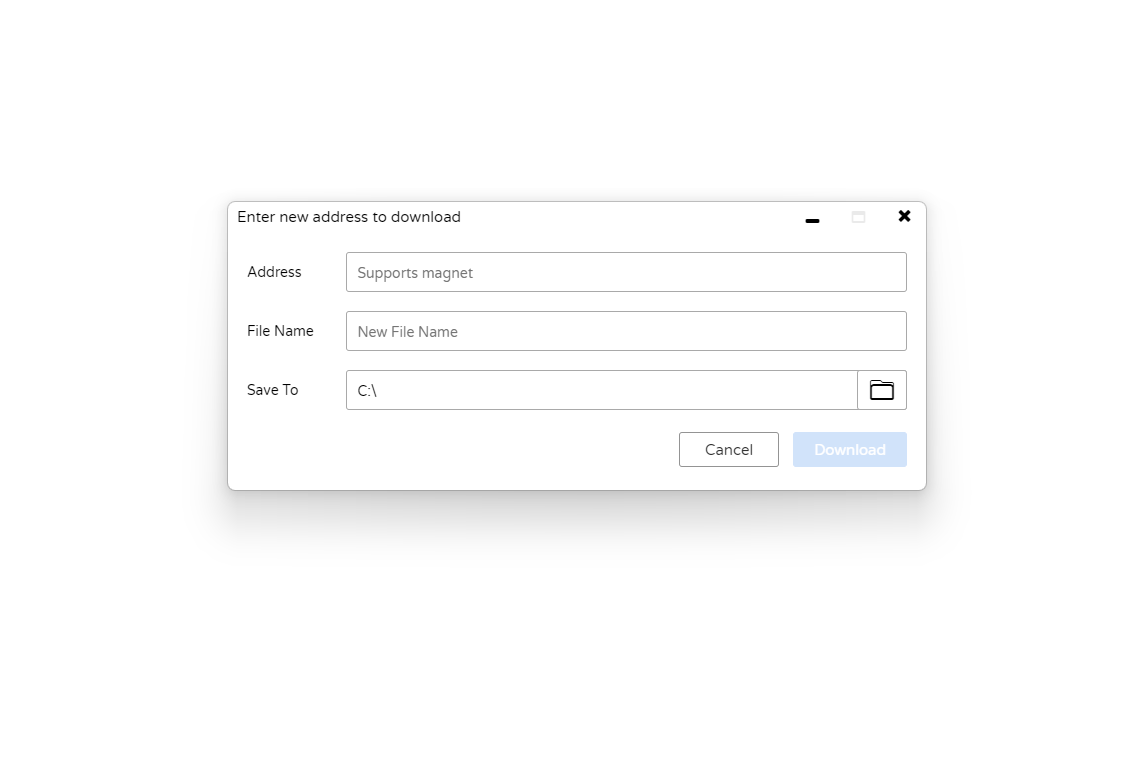 Enter new address to download
Address
Supports magnet
File Name
New File Name
Save To
C:\
Cancel
Download